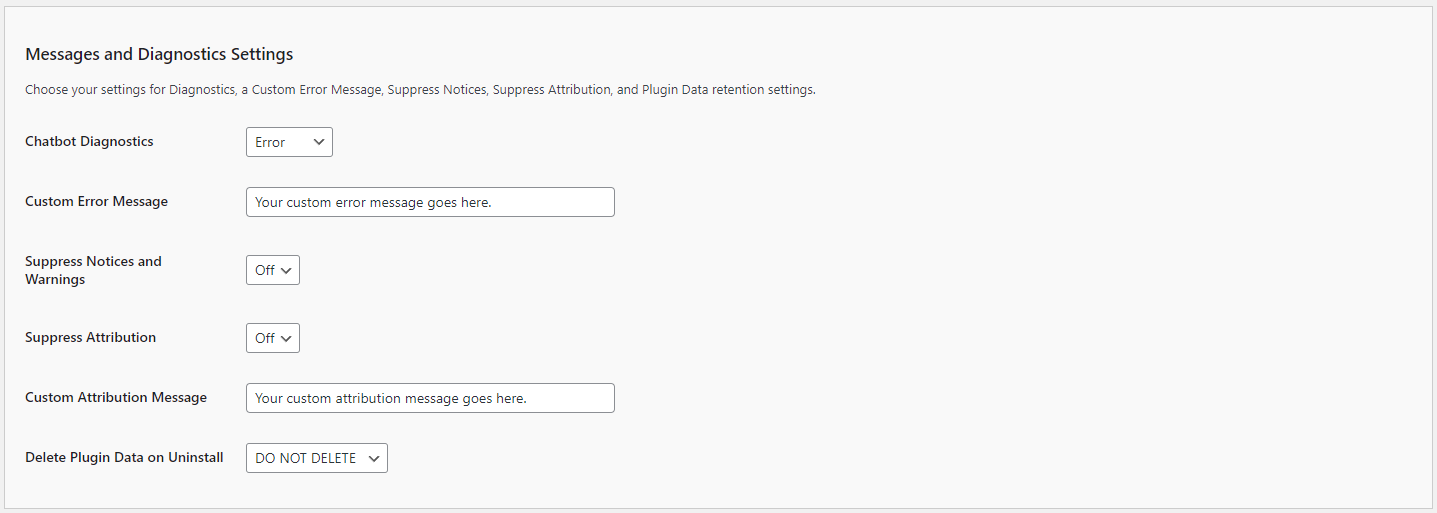 Messages and Diagnostics Settings
Choose your settings for Diagnostics, a Custom Error Message, Suppress Notices, Suppress Attribution, and Plugin Data retention settings.
Chatbot Diagnostics
Error
Custom Error Message
Your custom error message goes here.
Suppress Notices and
Warnings
Off
Suppress Attribution
Off
Custom Attribution Message
Your custom attribution message goes here.
Delete Plugin Data on Uninstall
DO NOT DELETE